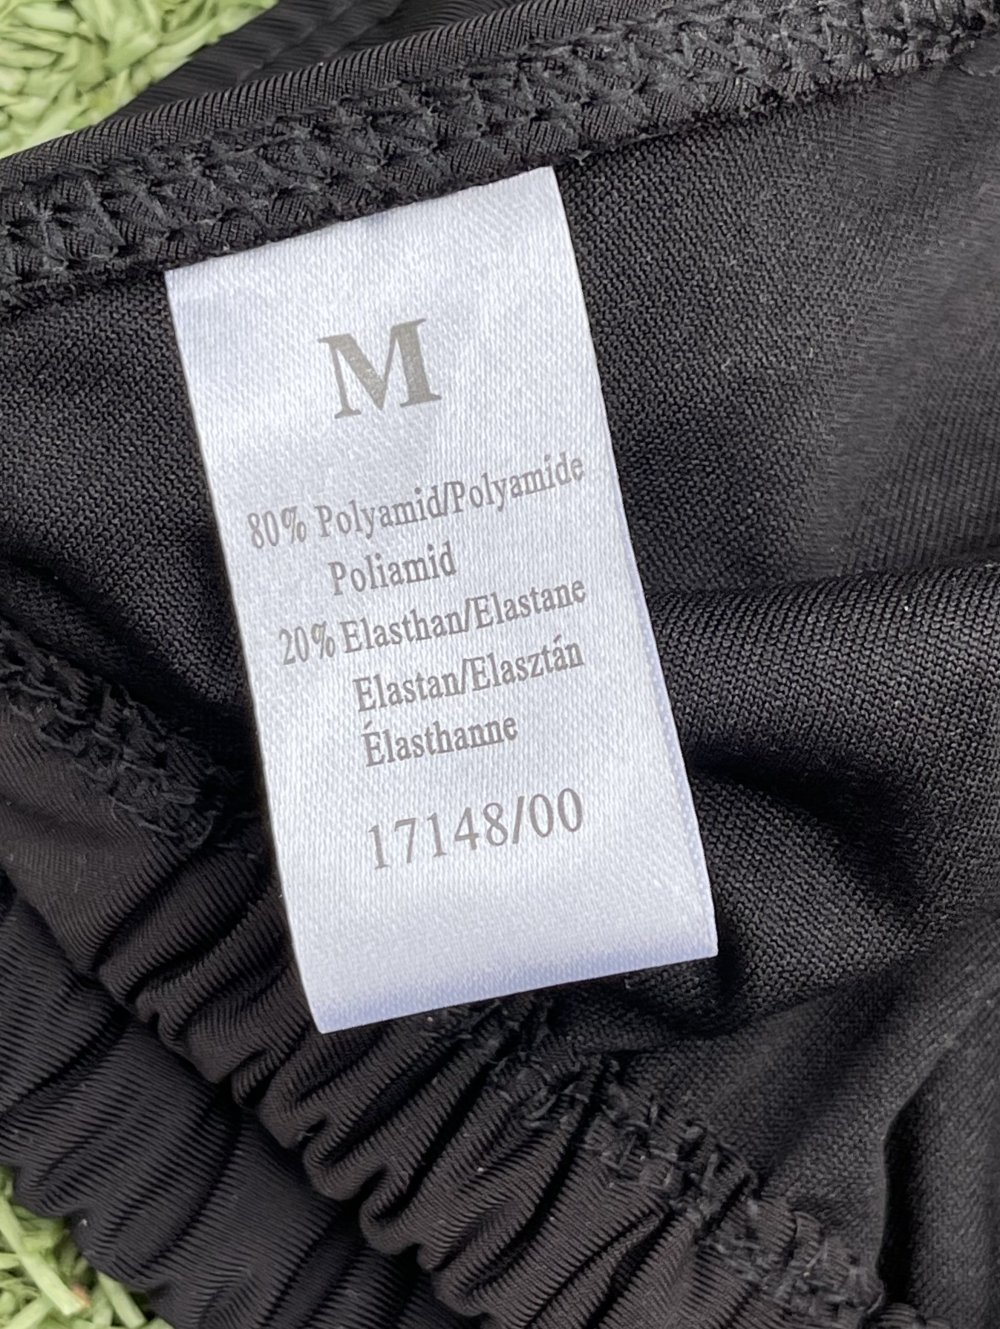 M
80% Polyamid/Polyamide
Poliamid
20% Elasthan/Elastane
Elastan/Elasztán
Élasthanne
17148/00